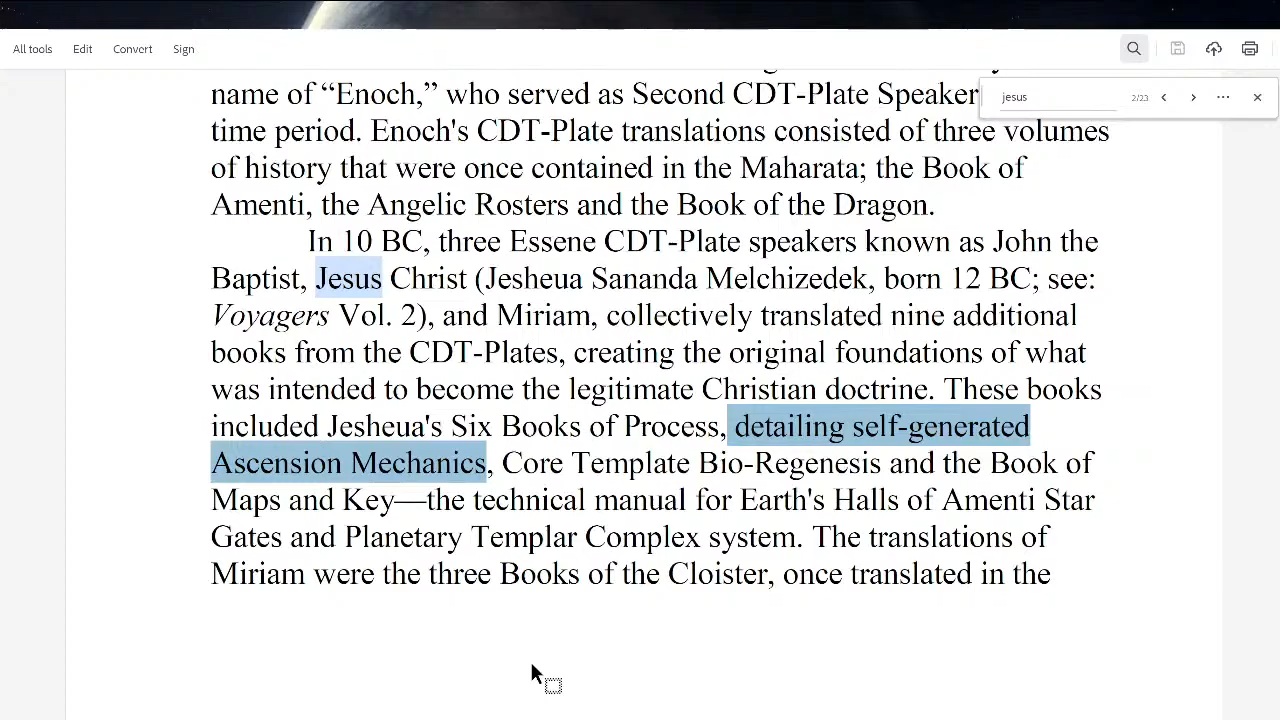 All tools Edit Convert Sign
jesus 2/23
name of “Enoch,” who served as Second CDT-Plate Speaker
time period. Enoch's CDT-Plate translations consisted of three volumes
of history that were once contained in the Maharata; the Book of
Amenti, the Angelic Rosters and the Book of the Dragon.
In 10 BC, three Essene CDT-Plate speakers known as John the
Baptist, Jesus Christ (Jesheua Sananda Melchizedek, born 12 BC; see:
Voyagers Vol. 2), and Miriam, collectively translated nine additional
books from the CDT-Plates, creating the original foundations of what
was intended to become the legitimate Christian doctrine. These books
included Jesheua's Six Books of Process, detailing self-generated
Ascension Mechanics, Core Template Bio-Regenesis and the Book of
Maps and Key—the technical manual for Earth's Halls of Amenti Star
Gates and Planetary Templar Complex system. The translations of
Miriam were the three Books of the Cloister, once translated in the